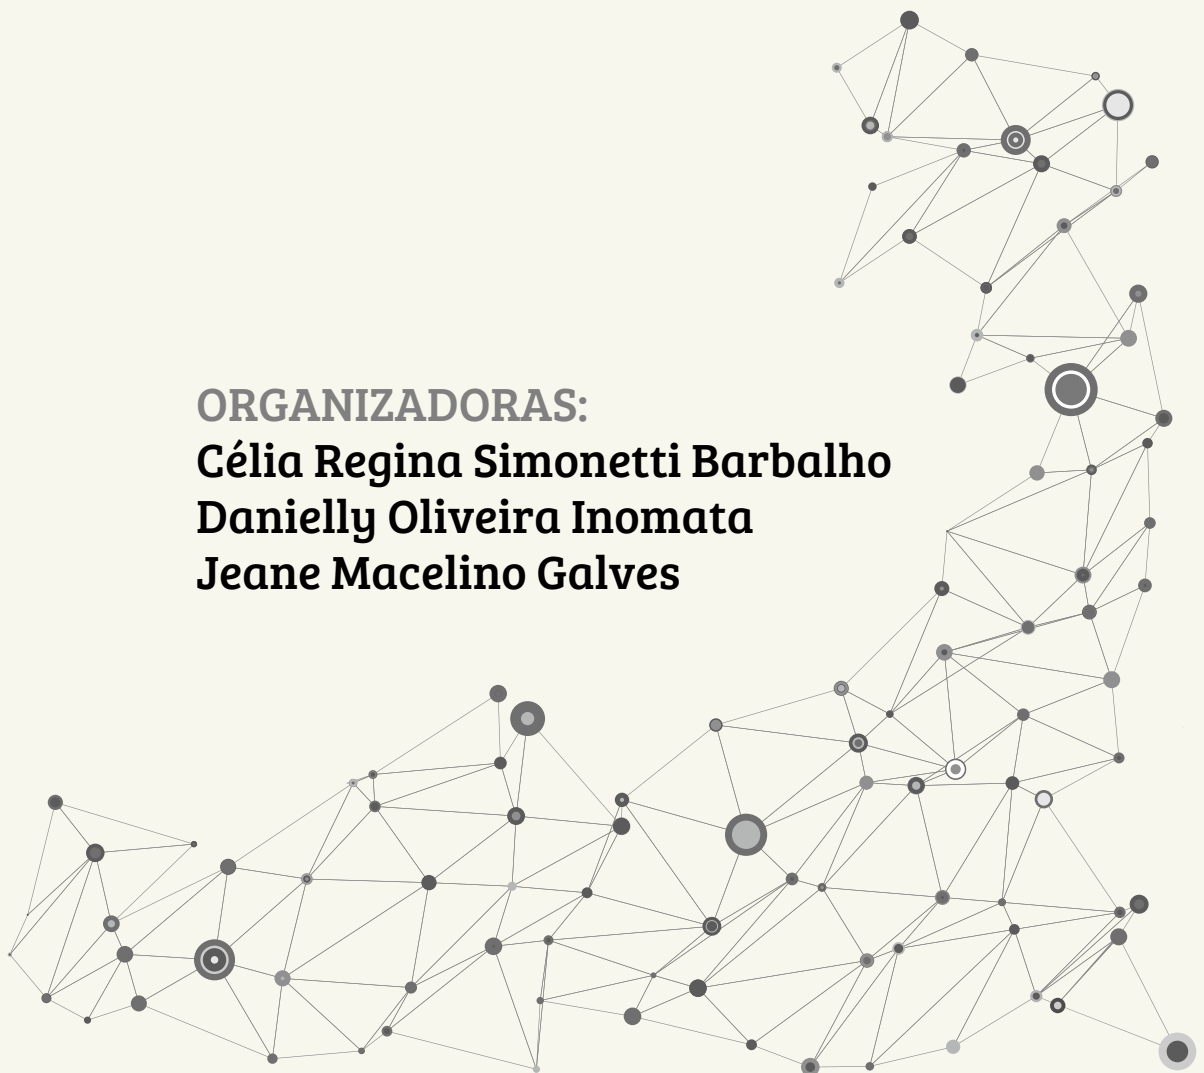 ORGANIZADORAS:
Célia Regina Simonetti Barbalho
Danielly Oliveira Inomata
Jeane Macelino Galves